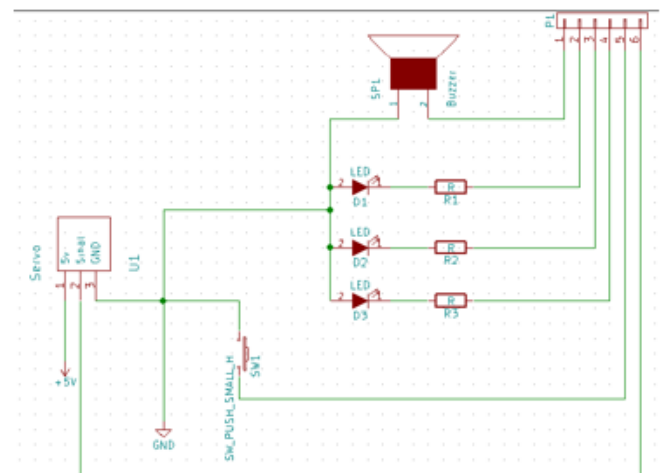 P1
1 2 3 4 5 6
SP1
Buzzer
1 2
LED
2 1
D1
R
R1
LED
2 1
D2
R
R2
LED
2 1
D3
R
R3
Servo
5v
Sinal
GND
U1
1 2 3
+5V
GND
SW_PUSH_SMALL_H
SW1